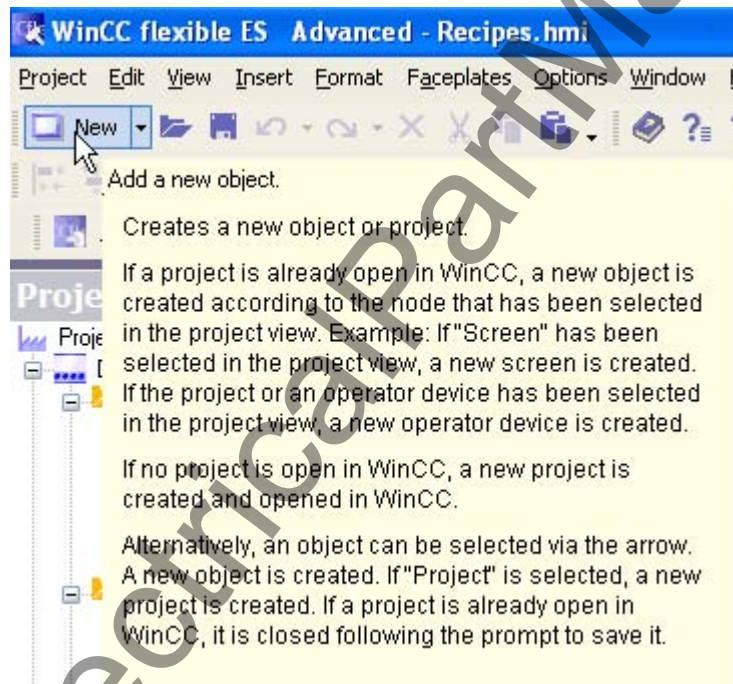 WinCC flexible ES Advanced - Recipes.hmi
Project Edit View Insert Format Faceplates Options Window
New
Add a new object.
Creates a new object or project.
If a project is already open in WinCC, a new object is
created according to the node that has been selected
in the project view. Example: If "Screen" has been
selected in the project view, a new screen is created.
If the project or an operator device has been selected
in the project view, a new operator device is created.
If no project is open in WinCC, a new project is
created and opened in WinCC.
Alternatively, an object can be selected via the arrow.
A new object is created. If "Project" is selected, a new
project is created. If a project is already open in
WinCC, it is closed following the prompt to save it.
Proje
Proje
ectricalPartMa